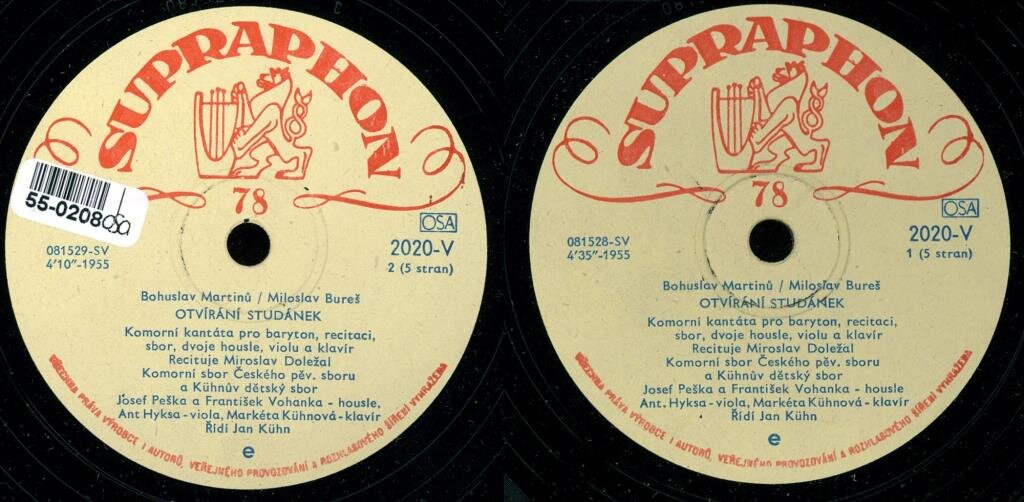 SUPRAPHON
78
55-0208 osa
OSA
081529-SV
4'10"-1955
2020-V
2 (5 stran)
Bohuslav Martinů / Miloslav Bureš
OTVÍRÁNÍ STUDÁNEK
Komorní kantáta pro baryton, recitaci,
sbor, dvoje housle, violu a klavír
Recituje Miroslav Doležal
Komorní sbor Českého pěv. sboru
a Kühnův dětský sbor
Josef Peška a František Vohanka - housle,
Ant. Hyksa - viola, Markéta Kühnová - klavír
Řídí Jan Kühn
e
VŠECHNA PRÁVA VÝROBCE I AUTORŮ, VEŘEJNÉHO PROVOZOVÁNÍ A ROZHLASOVÉHO ŠÍŘENÍ VYHRAŽENA
SUPRAPHON
78
OSA
081528-SV
4'35"-1955
2020-V
1 (5 stran)
Bohuslav Martinů / Miloslav Bureš
OTVÍRÁNÍ STUDÁNEK
Komorní kantáta pro baryton, recitaci,
sbor, dvoje housle, violu a klavír
Recituje Miroslav Doležal
Komorní sbor Českého pěv. sboru
a Kühnův dětský sbor
Josef Peška a František Vohanka - housle
Ant. Hyksa - viola, Markéta Kühnová - klavír
Řídí Jan Kühn
e
VŠECHNA PRÁVA VÝROBCE I AUTORŮ, VEŘEJNÉHO PROVOZOVÁNÍ A ROZHLASOVÉHO ŠÍŘENÍ VYHRAŽENA